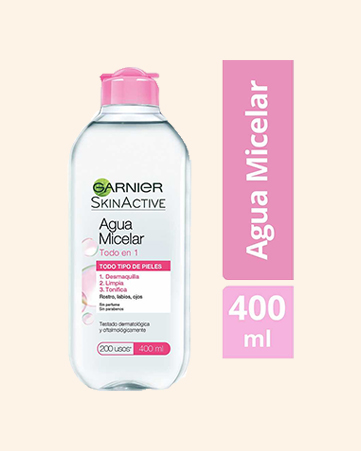 GARNIER
SKINACTIVE
Agua
Micelar
Todo en 1
TODO TIPO DE PIELES
1. Desmaquilla
2. Limpia
3. Tonifica
Rostro, labios, ojos
Sin perfume
Sin parabenos
Testado dermatológica
y oftalmológicamente
200 usos* 400 ml
Agua Micelar
400
ml